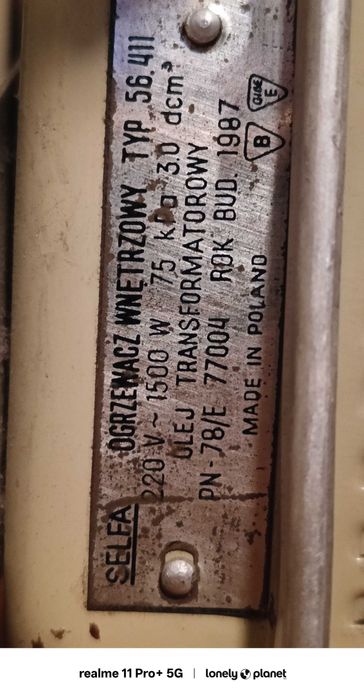 SELFA OGRZEWACZ WNĘTRZOWY TYP 56.411
220 V ~ 1500 W 75 kPa 3.0 dcm³
OLEJ TRANSFORMATOROWY
PN-78/E 77004 ROK BUD. 1987
MADE IN POLAND
B E
realme 11 Pro+ 5G | lonely planet